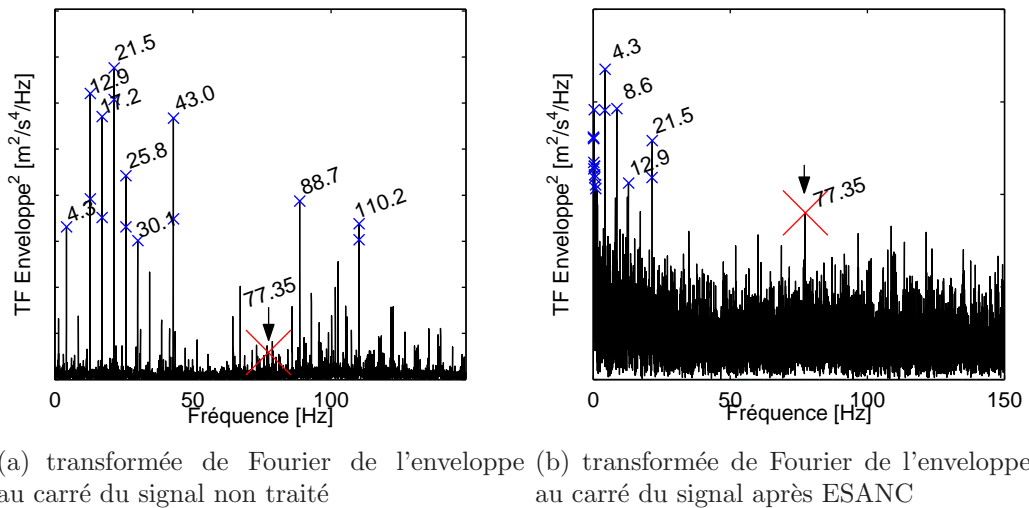 TF Enveloppe² [m²/s⁴/Hz]
4.3
12.9
17.2
21.5
25.8
30.1
43.0
77.35
88.7
110.2
0 50 100
Fréquence [Hz]
TF Enveloppe² [m²/s⁴/Hz]
4.3
8.6
12.9
21.5
77.35
0 50 100 150
Fréquence [Hz]
(a) transformée de Fourier de l'enveloppe
au carré du signal non traité
(b) transformée de Fourier de l'enveloppe
au carré du signal après ESANC